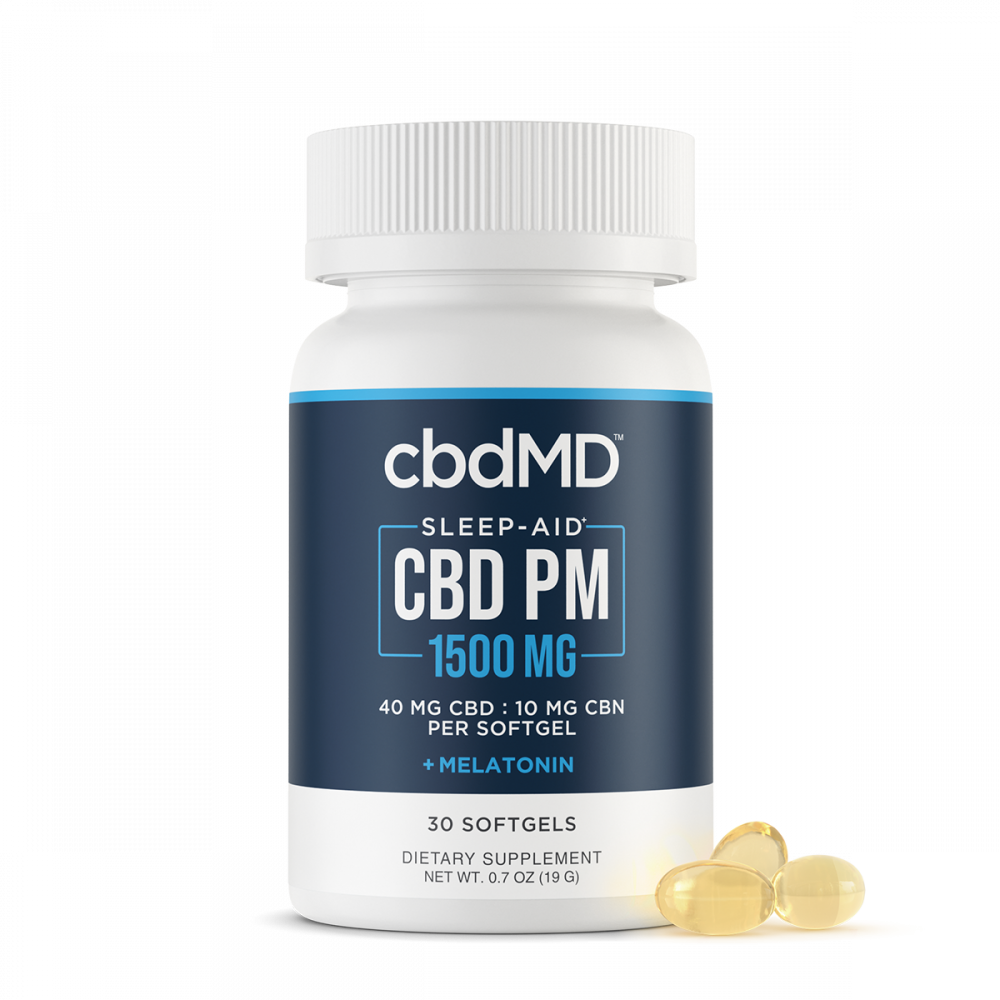 cbdMD™
SLEEP-AID+
CBD PM
1500 MG
40 MG CBD : 10 MG CBN
PER SOFTGEL
+ MELATONIN
30 SOFTGELS
DIETARY SUPPLEMENT
NET WT. 0.7 OZ (19 G)